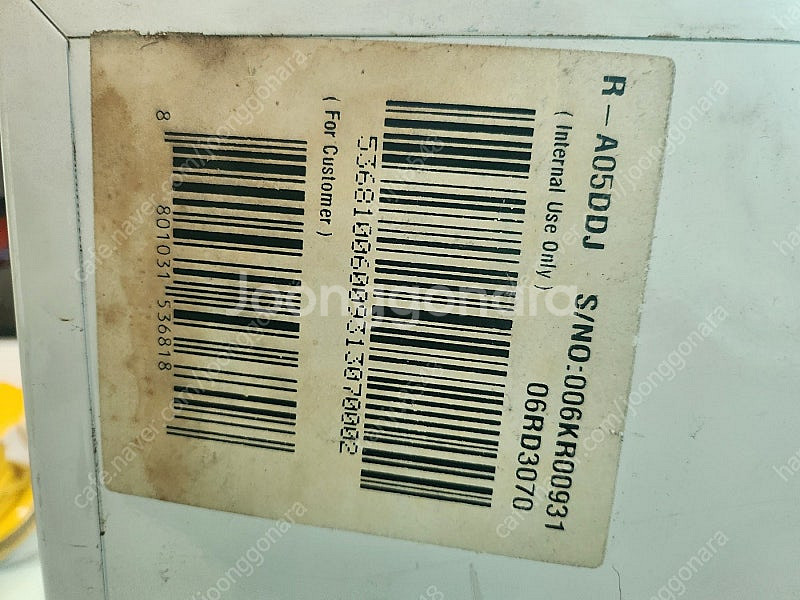 R-A05DDJ S/NO:006KR00931
( Internal Use Only ) 06RD3070
53681006009313070002
( For Customer )
8 801031 536818
Joonggonara
cafe.naver.com/joonggonara